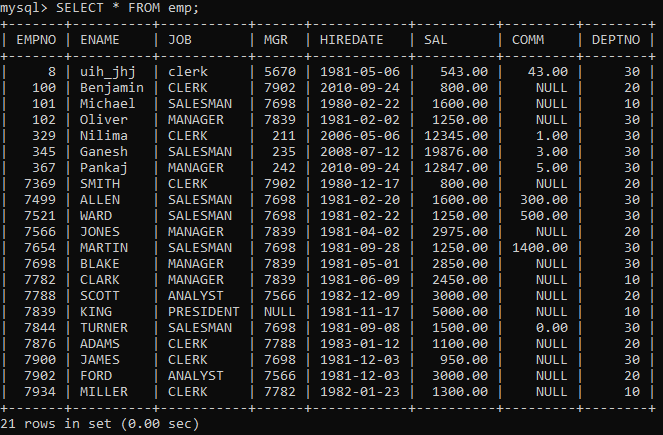 mysql> SELECT * FROM emp;
+-------+----------+-----------+------+------------+----------+---------+--------+
| EMPNO | ENAME    | JOB       | MGR  | HIREDATE   | SAL      | COMM    | DEPTNO |
+-------+----------+-----------+------+------------+----------+---------+--------+
|     8 | uih_jhj  | clerk     | 5670 | 1981-05-06 |   543.00 |   43.00 |     30 |
|   100 | Benjamin | CLERK     | 7902 | 2010-09-24 |   800.00 |    NULL |     20 |
|   101 | Michael  | SALESMAN  | 7698 | 1980-02-22 |  1600.00 |    NULL |     10 |
|   102 | Oliver   | MANAGER   | 7839 | 1981-02-02 |  1250.00 |    NULL |     30 |
|   329 | Nilima   | CLERK     |  211 | 2006-05-06 | 12345.00 |    1.00 |     30 |
|   345 | Ganesh   | SALESMAN  |  235 | 2008-07-12 | 19876.00 |    3.00 |     30 |
|   367 | Pankaj   | MANAGER   |  242 | 2010-09-24 | 12847.00 |    5.00 |     30 |
|  7369 | SMITH    | CLERK     | 7902 | 1980-12-17 |   800.00 |    NULL |     20 |
|  7499 | ALLEN    | SALESMAN  | 7698 | 1981-02-20 |  1600.00 |  300.00 |     30 |
|  7521 | WARD     | SALESMAN  | 7698 | 1981-02-22 |  1250.00 |  500.00 |     30 |
|  7566 | JONES    | MANAGER   | 7839 | 1981-04-02 |  2975.00 |    NULL |     20 |
|  7654 | MARTIN   | SALESMAN  | 7698 | 1981-09-28 |  1250.00 | 1400.00 |     30 |
|  7698 | BLAKE    | MANAGER   | 7839 | 1981-05-01 |  2850.00 |    NULL |     30 |
|  7782 | CLARK    | MANAGER   | 7839 | 1981-06-09 |  2450.00 |    NULL |     10 |
|  7788 | SCOTT    | ANALYST   | 7566 | 1982-12-09 |  3000.00 |    NULL |     20 |
|  7839 | KING     | PRESIDENT | NULL | 1981-11-17 |  5000.00 |    NULL |     10 |
|  7844 | TURNER   | SALESMAN  | 7698 | 1981-09-08 |  1500.00 |    0.00 |     30 |
|  7876 | ADAMS    | CLERK     | 7788 | 1983-01-12 |  1100.00 |    NULL |     20 |
|  7900 | JAMES    | CLERK     | 7698 | 1981-12-03 |   950.00 |    NULL |     30 |
|  7902 | FORD     | ANALYST   | 7566 | 1981-12-03 |  3000.00 |    NULL |     20 |
|  7934 | MILLER   | CLERK     | 7782 | 1982-01-23 |  1300.00 |    NULL |     10 |
+-------+----------+-----------+------+------------+----------+---------+--------+
21 rows in set (0.00 sec)